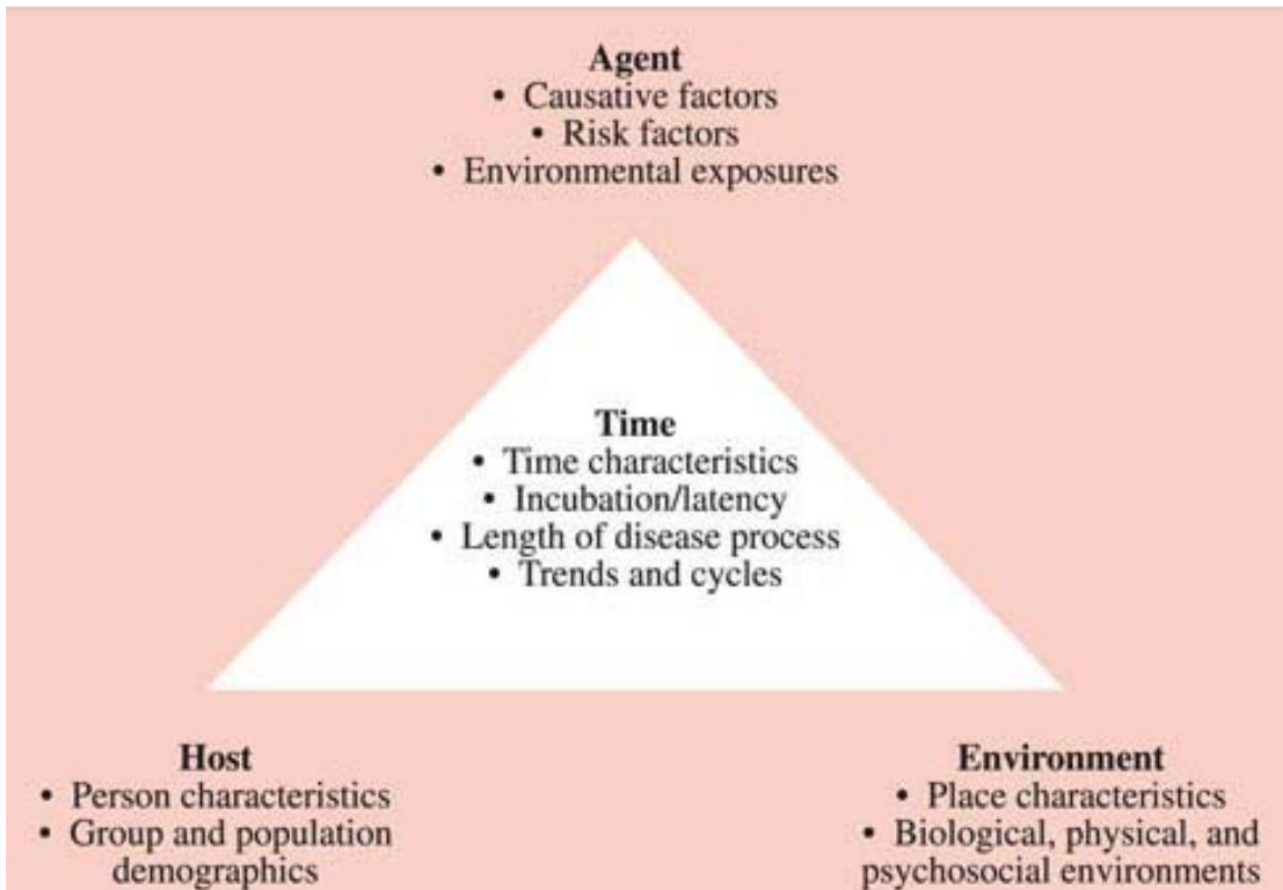 Agent
• Causative factors
• Risk factors
• Environmental exposures
Time
• Time characteristics
• Incubation/latency
• Length of disease process
• Trends and cycles
Host
• Person characteristics
• Group and population
demographics
Environment
• Place characteristics
• Biological, physical, and
psychosocial environments